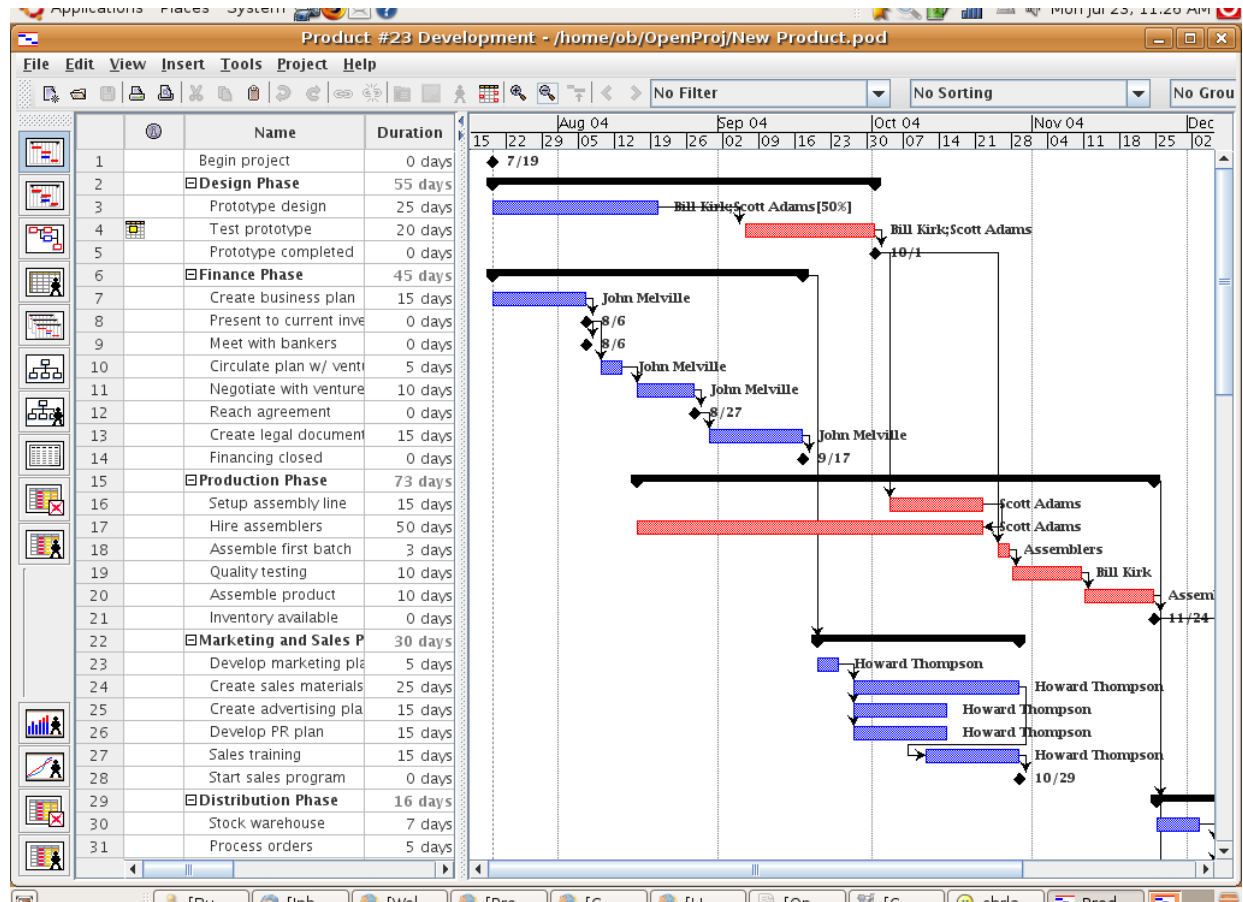 Applications Places System Mon Jul 23, 11:26 AM
Product #23 Development - /home/ob/OpenProj/New Product.pod
File Edit View Insert Tools Project Help
No Filter No Sorting No Grou
Name Duration
Aug 04 Sep 04 Oct 04 Nov 04 Dec
15 22 29 05 12 19 26 02 09 16 23 30 07 14 21 28 04 11 18 25 02
1 Begin project 0 days 7/19
2 Design Phase 55 days
3 Prototype design 25 days Bill Kirk;Scott Adams[50%]
4 Test prototype 20 days Bill Kirk;Scott Adams
5 Prototype completed 0 days 10/1
6 Finance Phase 45 days
7 Create business plan 15 days John Melville
8 Present to current inve 0 days 8/6
9 Meet with bankers 0 days 8/6
10 Circulate plan w/ vent 5 days John Melville
11 Negotiate with venture 10 days John Melville
12 Reach agreement 0 days 8/27
13 Create legal document 15 days John Melville
14 Financing closed 0 days 9/17
15 Production Phase 73 days
16 Setup assembly line 15 days Scott Adams
17 Hire assemblers 50 days Scott Adams
18 Assemble first batch 3 days Assemblers
19 Quality testing 10 days Bill Kirk
20 Assemble product 10 days Assem
21 Inventory available 0 days 11/24
22 Marketing and Sales P 30 days
23 Develop marketing pla 5 days Howard Thompson
24 Create sales materials 25 days Howard Thompson
25 Create advertising pla 15 days Howard Thompson
26 Develop PR plan 15 days Howard Thompson
27 Sales training 15 days Howard Thompson
28 Start sales program 0 days 10/29
29 Distribution Phase 16 days
30 Stock warehouse 7 days
31 Process orders 5 days